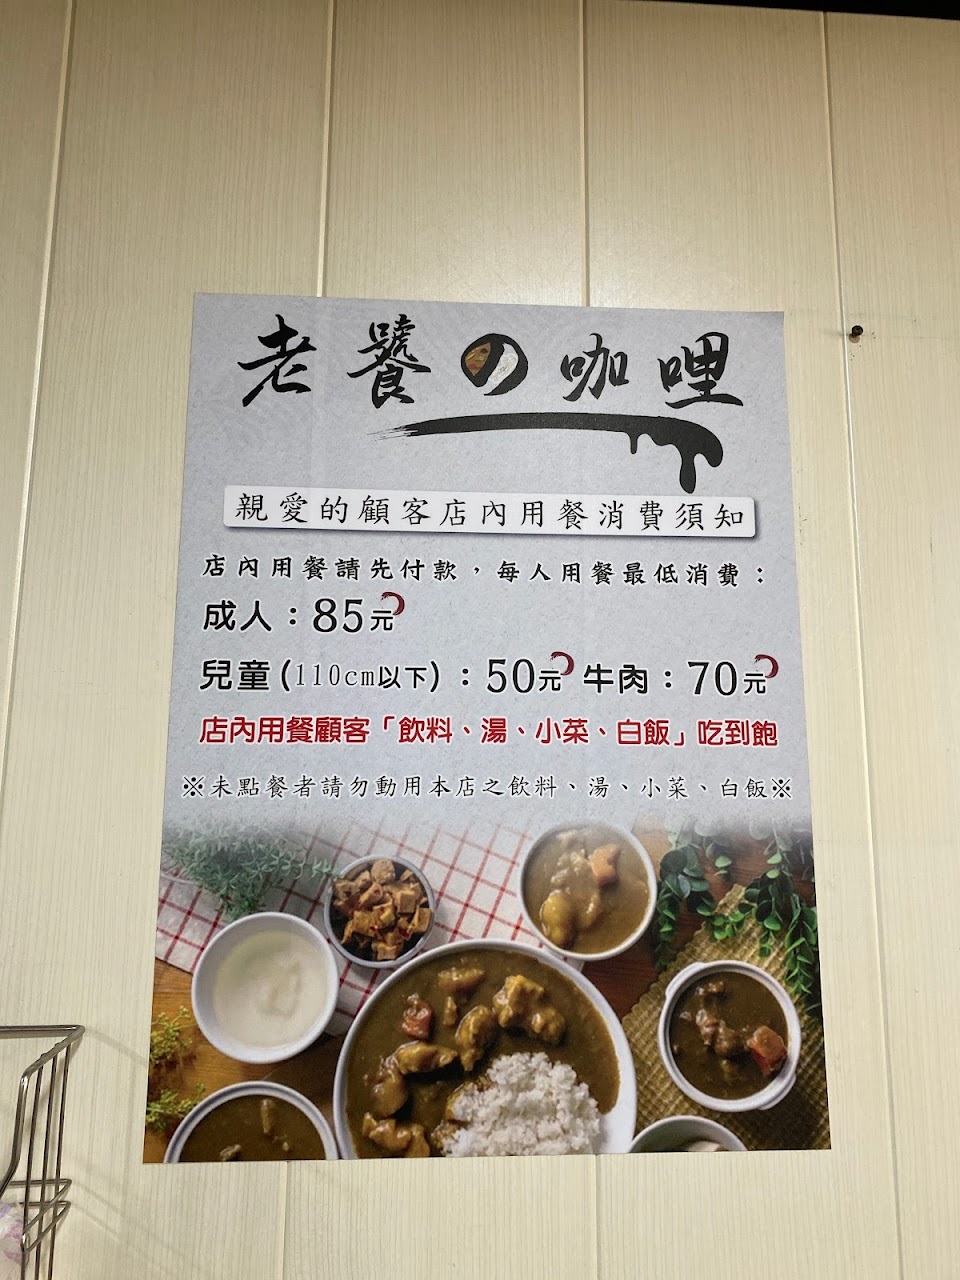 老饕の咖哩
親愛的顧客店內用餐消費須知
店內用餐請先付款，每人用餐最低消費：
成人：85元
兒童(110cm以下)：50元 牛肉：70元
店內用餐顧客「飲料、湯、小菜、白飯」吃到飽
※未點餐者請勿動用本店之飲料、湯、小菜、白飯※